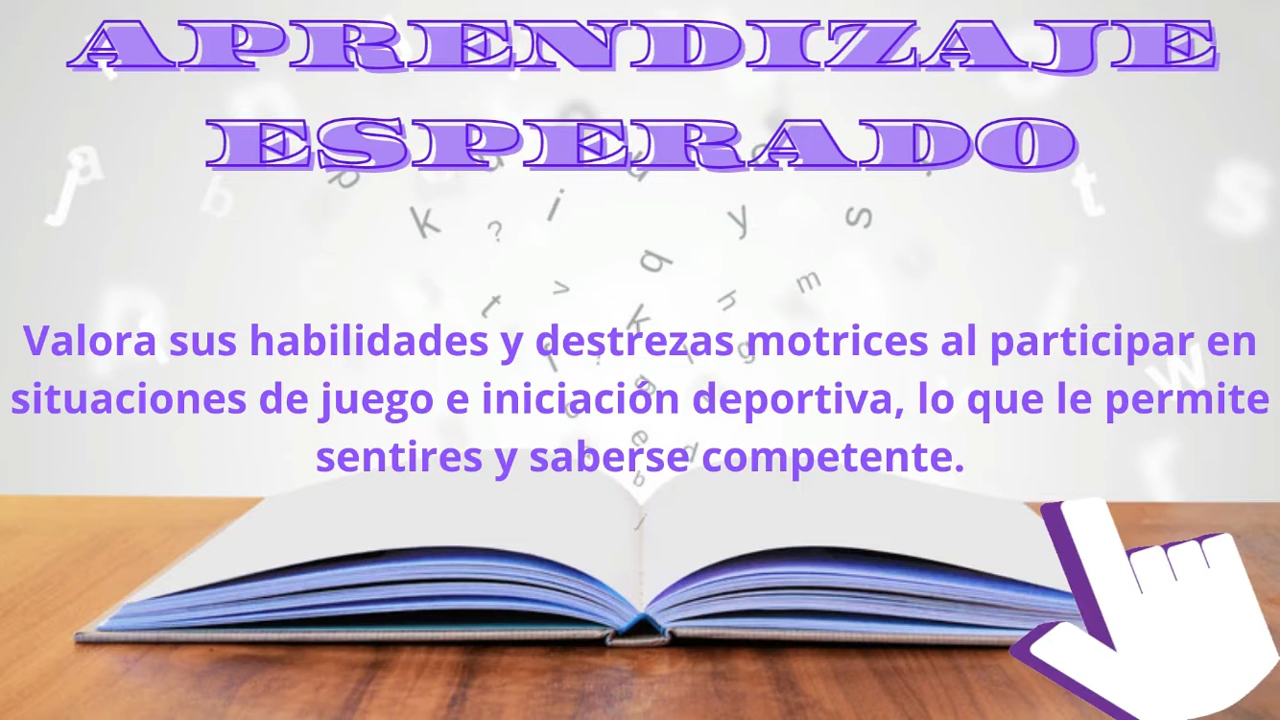 APRENDIZAJE
ESPERADO
Valora sus habilidades y destrezas motrices al participar en
situaciones de juego e iniciación deportiva, lo que le permite
sentires y saberse competente.